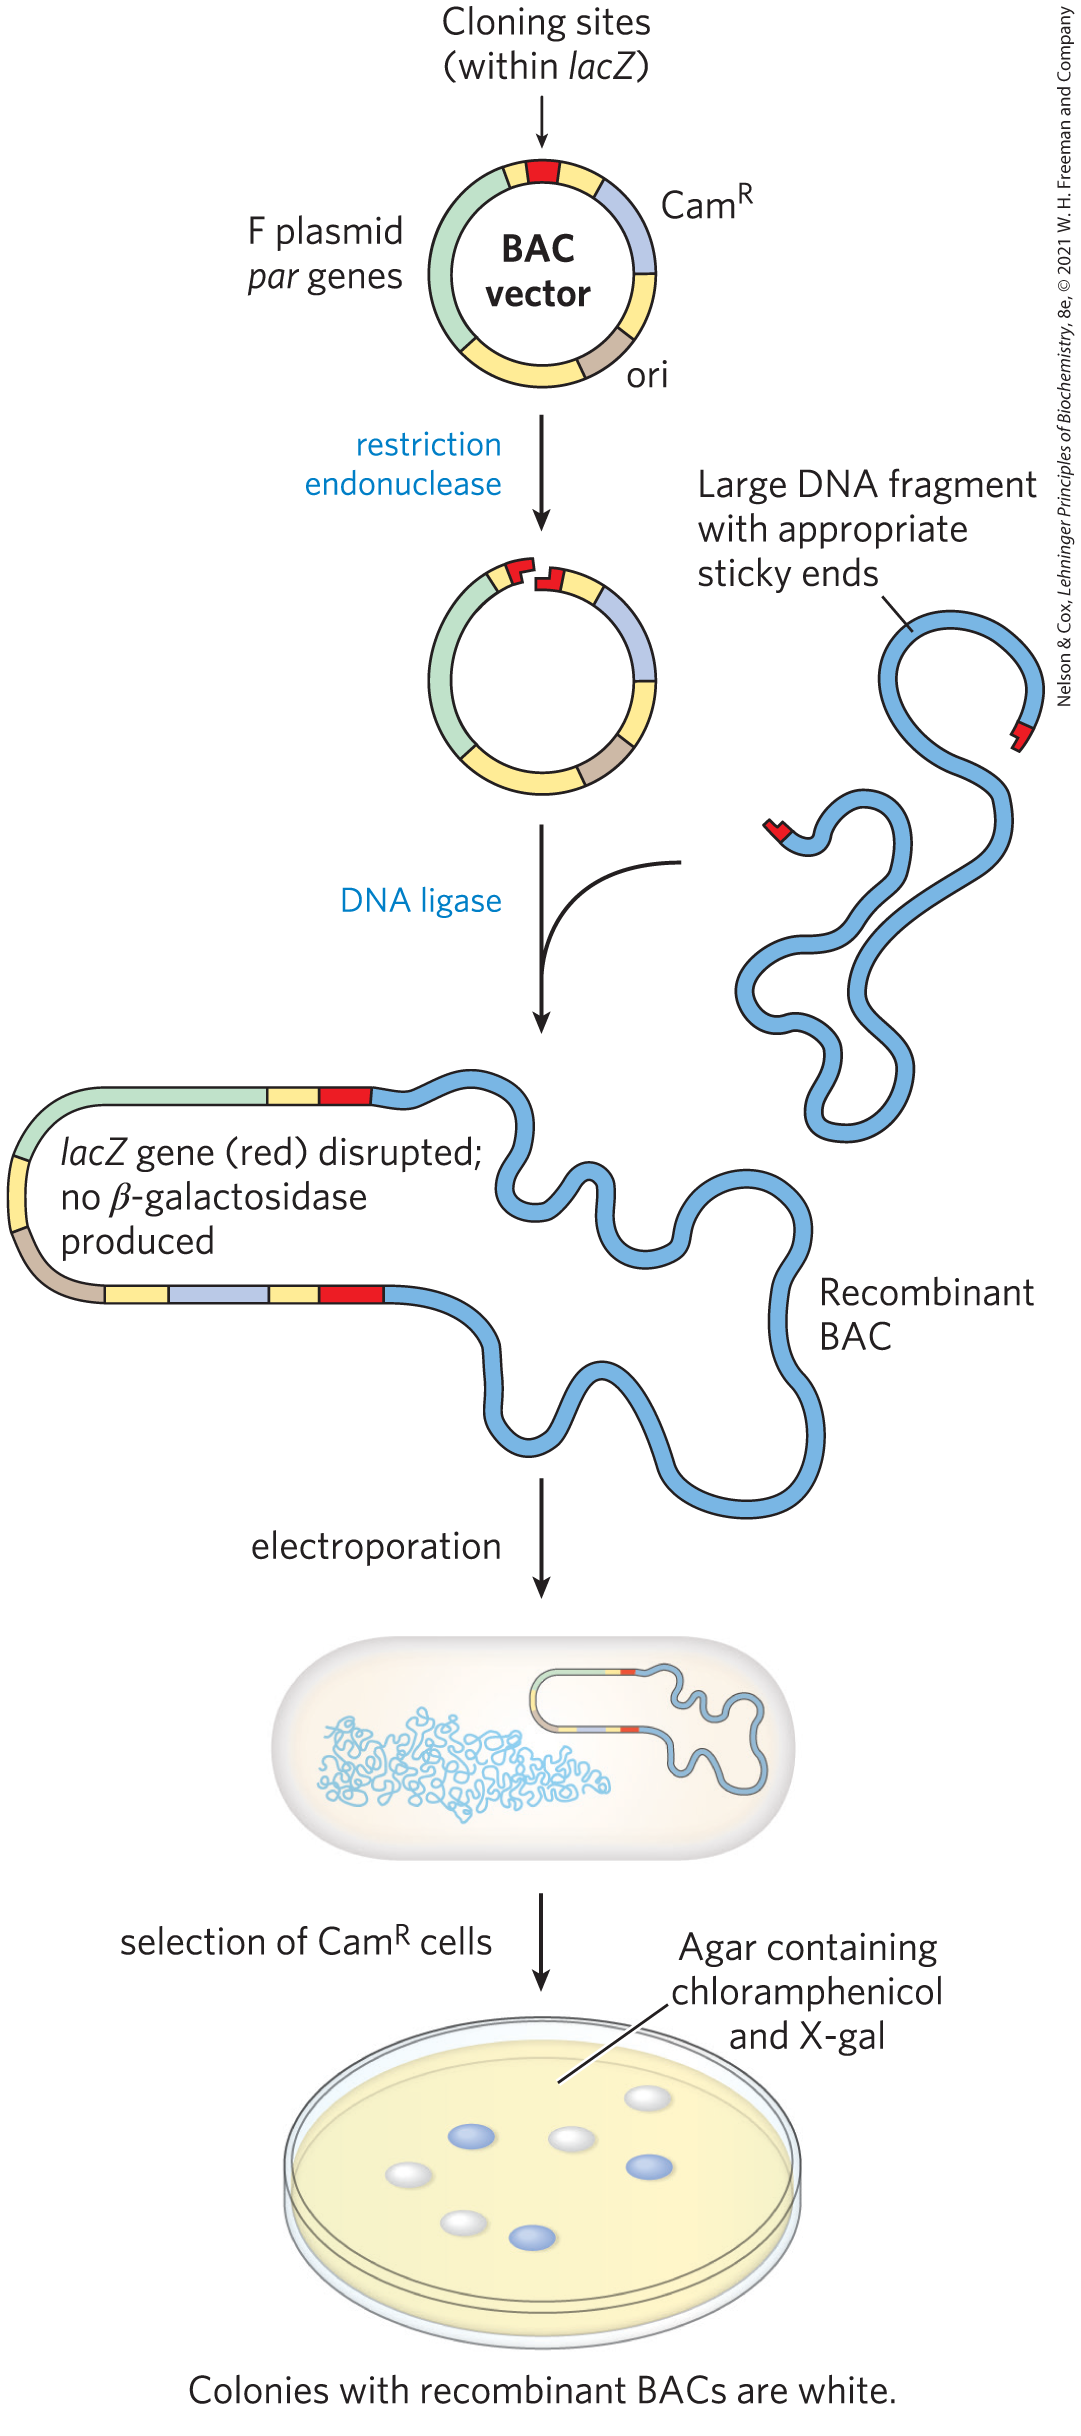 Cloning sites
(within lacZ)
F plasmid
par genes
BAC
vector
Cam^R
ori
restriction
endonuclease
Large DNA fragment
with appropriate
sticky ends
DNA ligase
lacZ gene (red) disrupted;
no β-galactosidase
produced
Recombinant
BAC
electroporation
selection of Cam^R cells
Agar containing
chloramphenicol
and X-gal
Colonies with recombinant BACs are white.
Nelson & Cox, Lehninger Principles of Biochemistry, 8e, © 2021 W. H. Freeman and Company